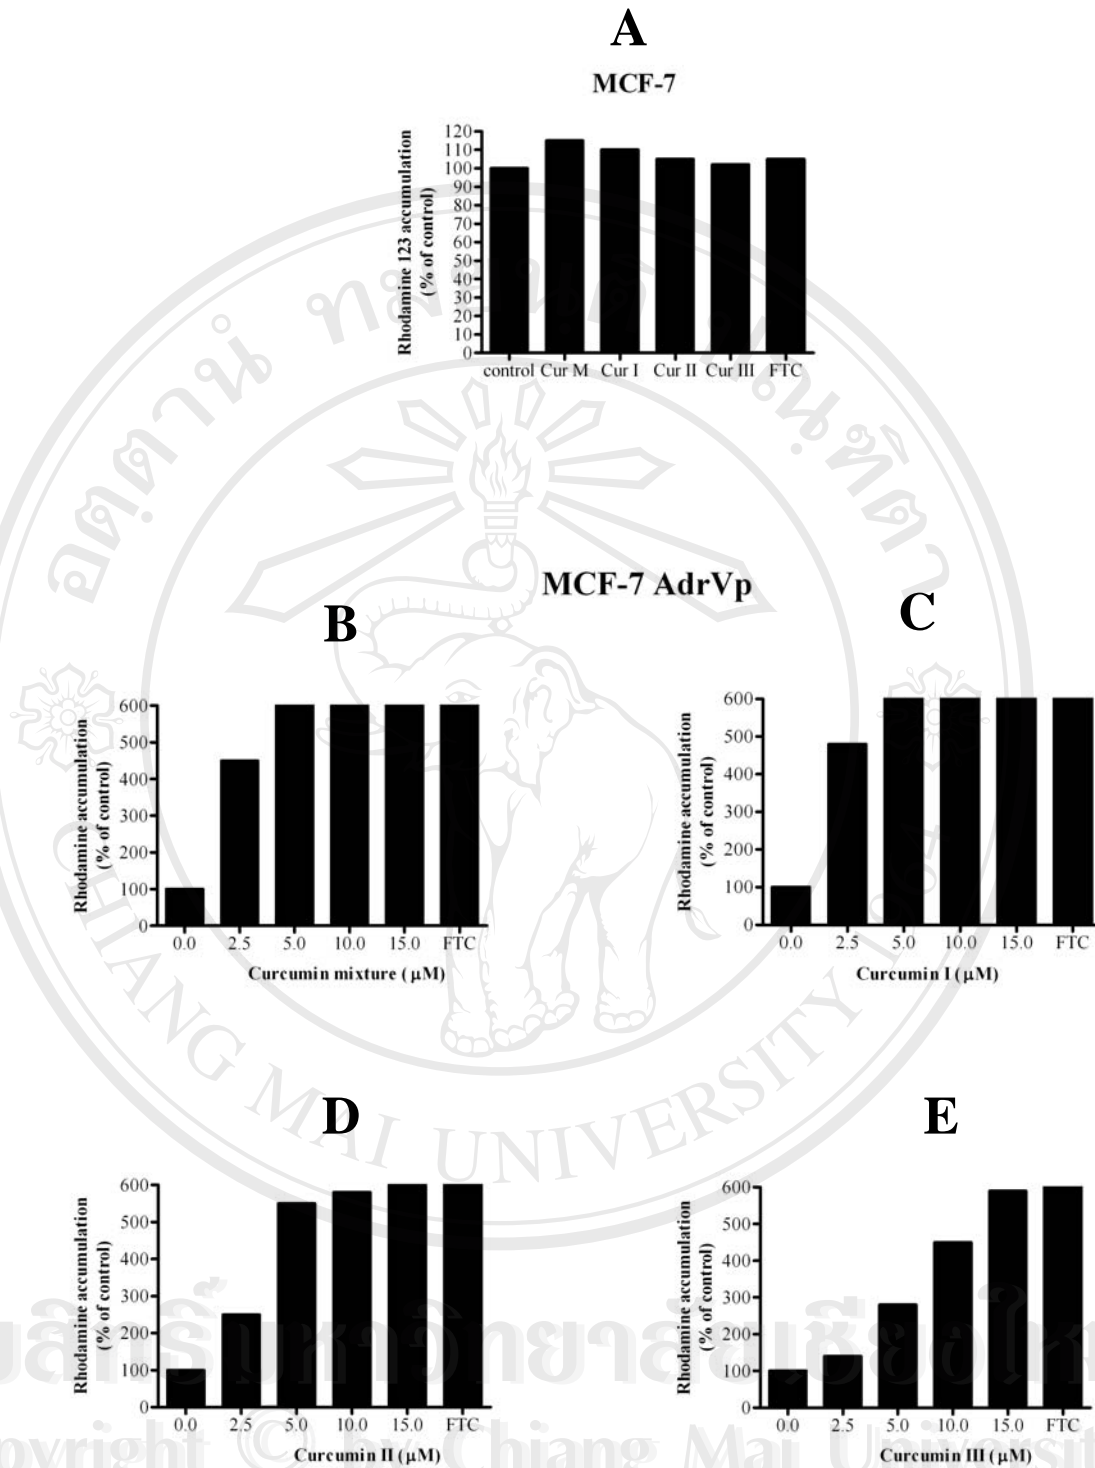 A
MCF-7
Rhodamine 123 accumulation
(% of control)
120
110
100
90
80
70
60
50
40
30
20
10
0
control Cur M Cur I Cur II Cur III FTC
MCF-7 AdrVp
B
Rhodamine accumulation
(% of control)
600
500
400
300
200
100
0
0.0 2.5 5.0 10.0 15.0 FTC
Curcumin mixture (μM)
C
Rhodamine accumulation
(% of control)
600
500
400
300
200
100
0
0.0 2.5 5.0 10.0 15.0 FTC
Curcumin I (μM)
D
Rhodamine accumulation
(% of control)
600
500
400
300
200
100
0
0.0 2.5 5.0 10.0 15.0 FTC
Curcumin II (μM)
E
Rhodamine accumulation
(% of control)
600
500
400
300
200
100
0
0.0 2.5 5.0 10.0 15.0 FTC
Curcumin III (μM)
CHIANG MAI UNIVERSITY 1964
by Chiang Mai Universit